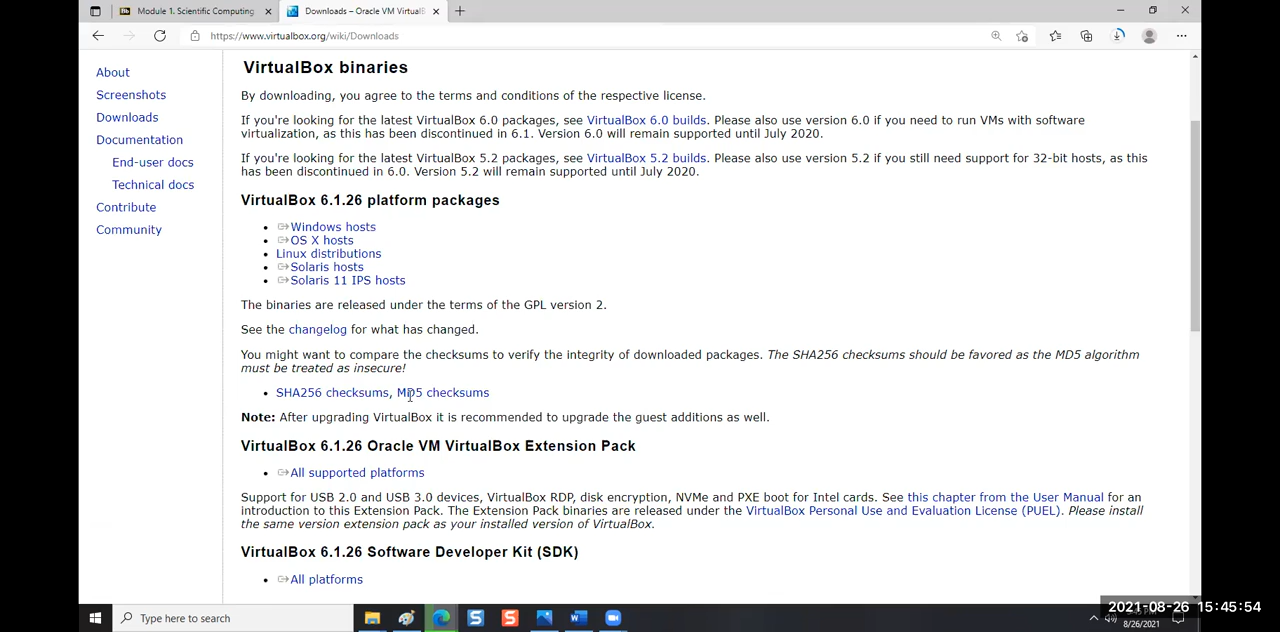 Module 1. Scientific Computing
Downloads – Oracle VM VirtualB
https://www.virtualbox.org/wiki/Downloads
About
Screenshots
Downloads
Documentation
End-user docs
Technical docs
Contribute
Community
VirtualBox binaries
By downloading, you agree to the terms and conditions of the respective license.
If you're looking for the latest VirtualBox 6.0 packages, see VirtualBox 6.0 builds. Please also use version 6.0 if you need to run VMs with software
virtualization, as this has been discontinued in 6.1. Version 6.0 will remain supported until July 2020.
If you're looking for the latest VirtualBox 5.2 packages, see VirtualBox 5.2 builds. Please also use version 5.2 if you still need support for 32-bit hosts, as this
has been discontinued in 6.0. Version 5.2 will remain supported until July 2020.
VirtualBox 6.1.26 platform packages
Windows hosts
OS X hosts
Linux distributions
Solaris hosts
Solaris 11 IPS hosts
The binaries are released under the terms of the GPL version 2.
See the changelog for what has changed.
You might want to compare the checksums to verify the integrity of downloaded packages. The SHA256 checksums should be favored as the MD5 algorithm
must be treated as insecure!
SHA256 checksums, MD5 checksums
Note: After upgrading VirtualBox it is recommended to upgrade the guest additions as well.
VirtualBox 6.1.26 Oracle VM VirtualBox Extension Pack
All supported platforms
Support for USB 2.0 and USB 3.0 devices, VirtualBox RDP, disk encryption, NVMe and PXE boot for Intel cards. See this chapter from the User Manual for an
introduction to this Extension Pack. The Extension Pack binaries are released under the VirtualBox Personal Use and Evaluation License (PUEL). Please install
the same version extension pack as your installed version of VirtualBox.
VirtualBox 6.1.26 Software Developer Kit (SDK)
All platforms
Type here to search
2021-08-26 15:45:54
8/26/2021